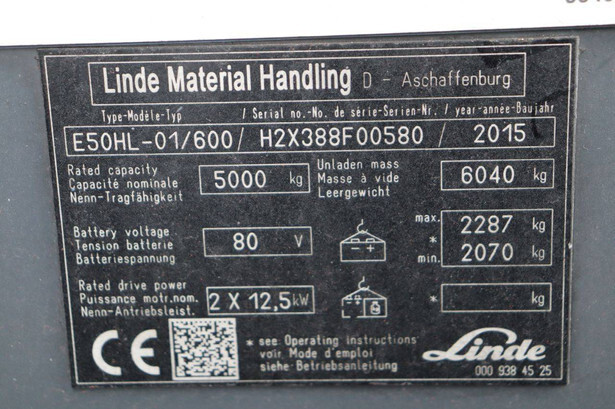 Linde Material Handling D - Aschaffenburg
Type-Modèle-Typ / Serial no.-No. de série-Serien-Nr. / year-année-Baujahr
E50HL-01/600 / H2X388F00580 / 2015
Rated capacity
Capacité nominale
Nenn-Tragfähigkeit
5000 kg
Unladen mass
Masse à vide
Leergewicht
6040 kg
Battery voltage
Tension batterie
Batteriespannung
80 V
- +
max. 2287 kg
*
min. 2070 kg
Rated drive power
Puissance motr.nom.
Nenn-Antriebsleist.
2 X 12,5 kW
* kg
CE
* see Operating instructions
voir Mode d'emploi
siehe Betriebsanleitung
Linde
000 938 45 25